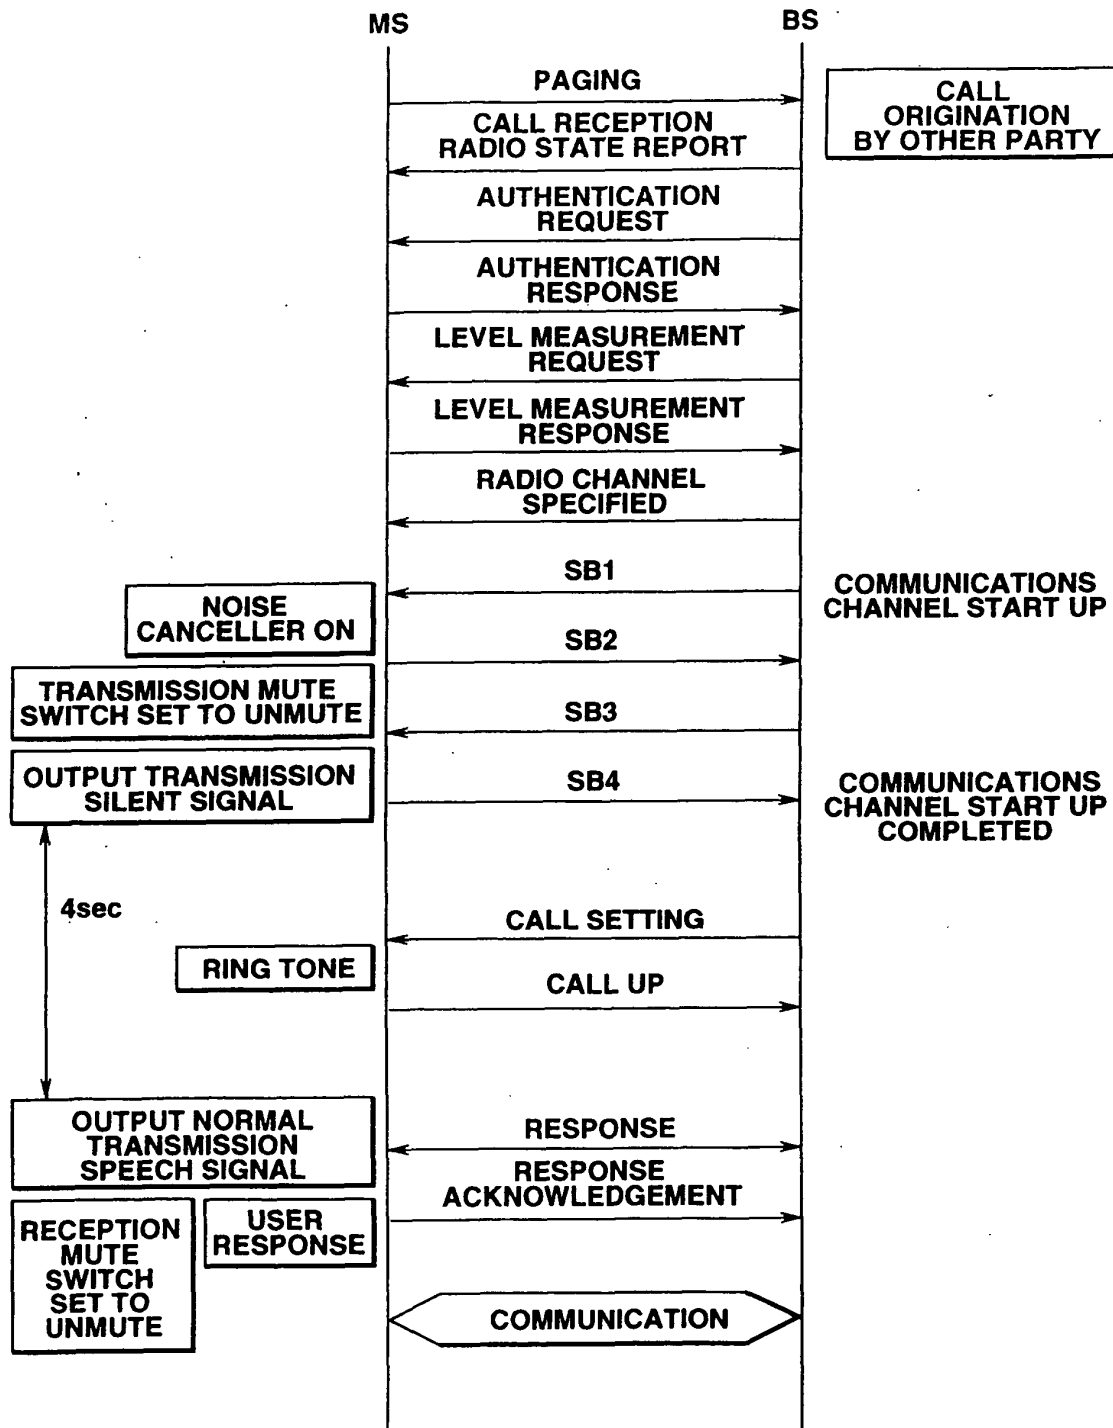 MS
BS
PAGING
CALL
ORIGINATION
BY OTHER PARTY
CALL RECEPTION
RADIO STATE REPORT
AUTHENTICATION
REQUEST
AUTHENTICATION
RESPONSE
LEVEL MEASUREMENT
REQUEST
LEVEL MEASUREMENT
RESPONSE
RADIO CHANNEL
SPECIFIED
SB1
COMMUNICATIONS
CHANNEL START UP
NOISE
CANCELLER ON
SB2
TRANSMISSION MUTE
SWITCH SET TO UNMUTE
SB3
OUTPUT TRANSMISSION
SILENT SIGNAL
SB4
COMMUNICATIONS
CHANNEL START UP
COMPLETED
4sec
CALL SETTING
RING TONE
CALL UP
OUTPUT NORMAL
TRANSMISSION
SPEECH SIGNAL
RESPONSE
RESPONSE
ACKNOWLEDGEMENT
RECEPTION
MUTE
SWITCH
SET TO
UNMUTE
USER
RESPONSE
COMMUNICATION